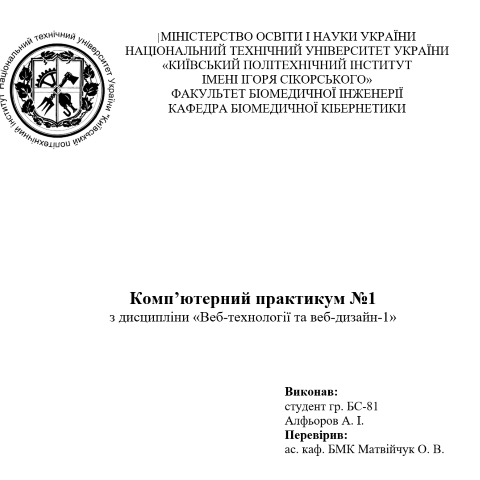 МІНІСТЕРСТВО ОСВІТИ І НАУКИ УКРАЇНИ
НАЦІОНАЛЬНИЙ ТЕХНІЧНИЙ УНІВЕРСИТЕТ УКРАЇНИ
«КИЇВСЬКИЙ ПОЛІТЕХНІЧНИЙ ІНСТИТУТ
ІМЕНІ ІГОРЯ СІКОРСЬКОГО»
ФАКУЛЬТЕТ БІОМЕДИЧНОЇ ІНЖЕНЕРІЇ
КАФЕДРА БІОМЕДИЧНОЇ КІБЕРНЕТИКИ
Національний технічний університет України "Київський політехнічний інститут
Комп’ютерний практикум №1
з дисципліни «Веб-технології та веб-дизайн-1»
Виконав:
студент гр. БС-81
Алфьоров А. І.
Перевірив:
ас. каф. БМК Матвійчук О. В.